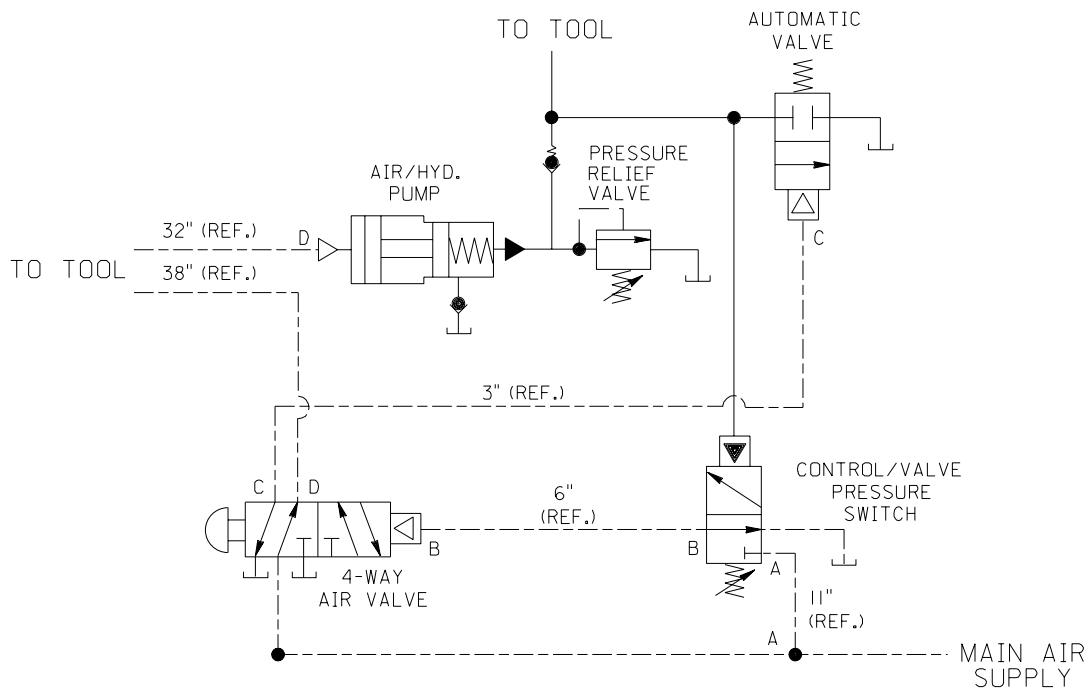 AUTOMATIC
VALVE
TO TOOL
PRESSURE
RELIEF
VALVE
AIR/HYD.
PUMP
32" (REF.)
D
TO TOOL
38" (REF.)
C
3" (REF.)
C
D
6"
(REF.)
CONTROL/VALVE
PRESSURE
SWITCH
B
B
A
4-WAY
AIR VALVE
11"
(REF.)
A
MAIN AIR
SUPPLY